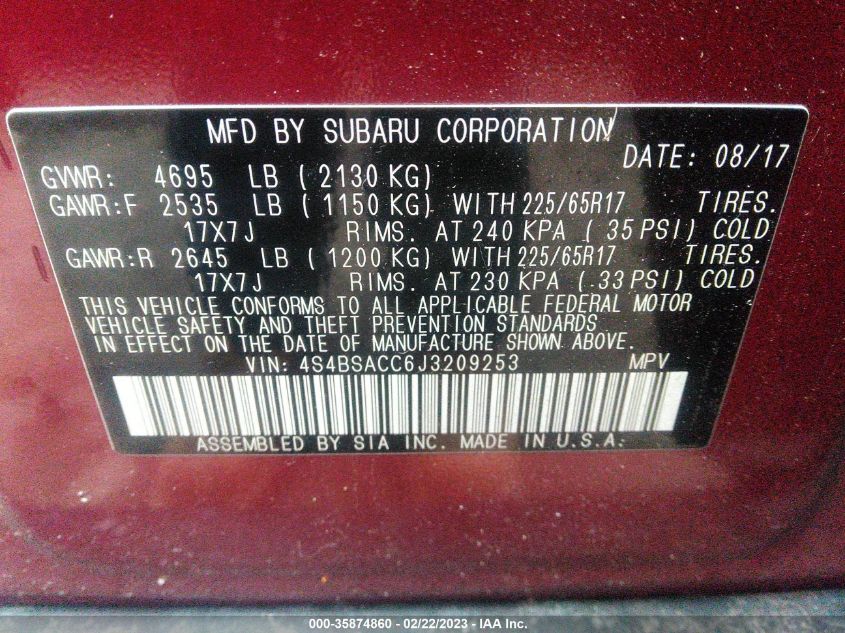 MFD BY SUBARU CORPORATION
DATE: 08/17
GVWR: 4695 LB ( 2130 KG)
GAWR:F 2535 LB ( 1150 KG) WITH 225/65R17 TIRES.
17X7J RIMS. AT 240 KPA ( 35 PSI) COLD
GAWR:R 2645 LB ( 1200 KG) WITH 225/65R17 TIRES.
17X7J RIMS. AT 230 KPA ( 33 PSI) COLD
THIS VEHICLE CONFORMS TO ALL APPLICABLE FEDERAL MOTOR
VEHICLE SAFETY AND THEFT PREVENTION STANDARDS
IN EFFECT ON THE DATE OF MANUFACTURE SHOWN ABOVE.
VIN: 4S4BSACC6J3209253 MPV
ASSEMBLED BY SIA INC. MADE IN U.S.A.
000-35874860 - 02/22/2023 - IAA Inc.